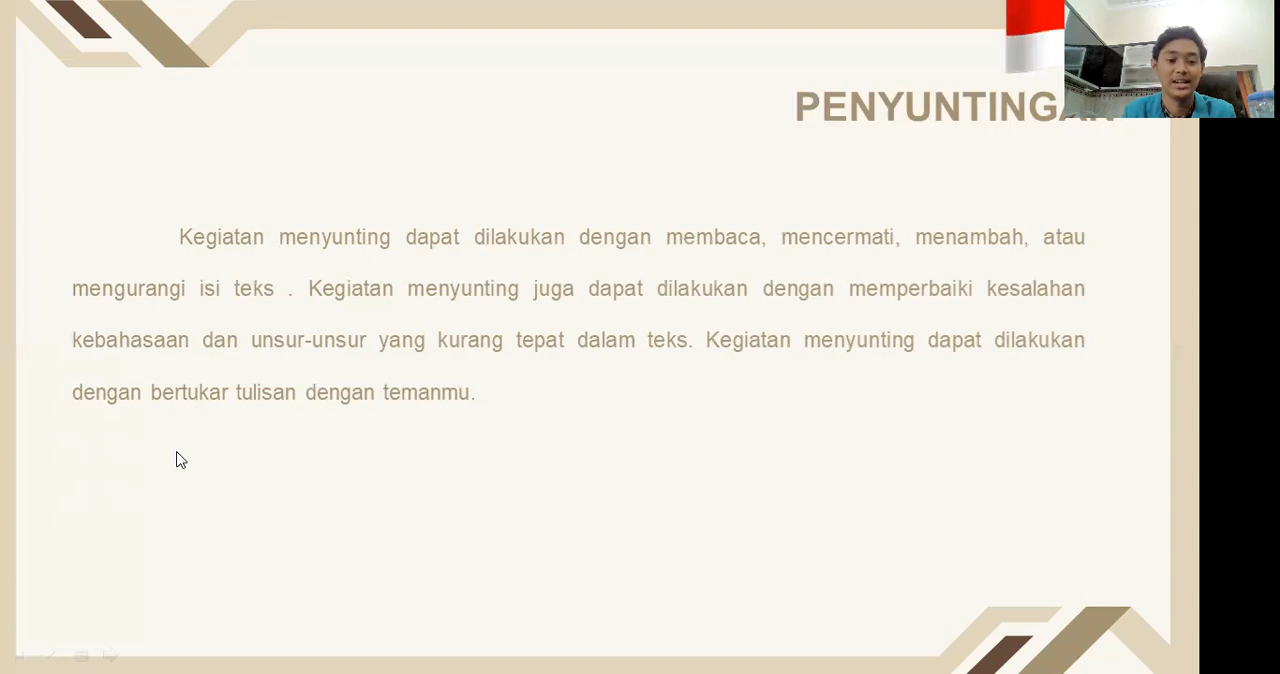 PENYUNTINGAN
Kegiatan menyunting dapat dilakukan dengan membaca, mencermati, menambah, atau
mengurangi isi teks . Kegiatan menyunting juga dapat dilakukan dengan memperbaiki kesalahan
kebahasaan dan unsur-unsur yang kurang tepat dalam teks. Kegiatan menyunting dapat dilakukan
dengan bertukar tulisan dengan temanmu.